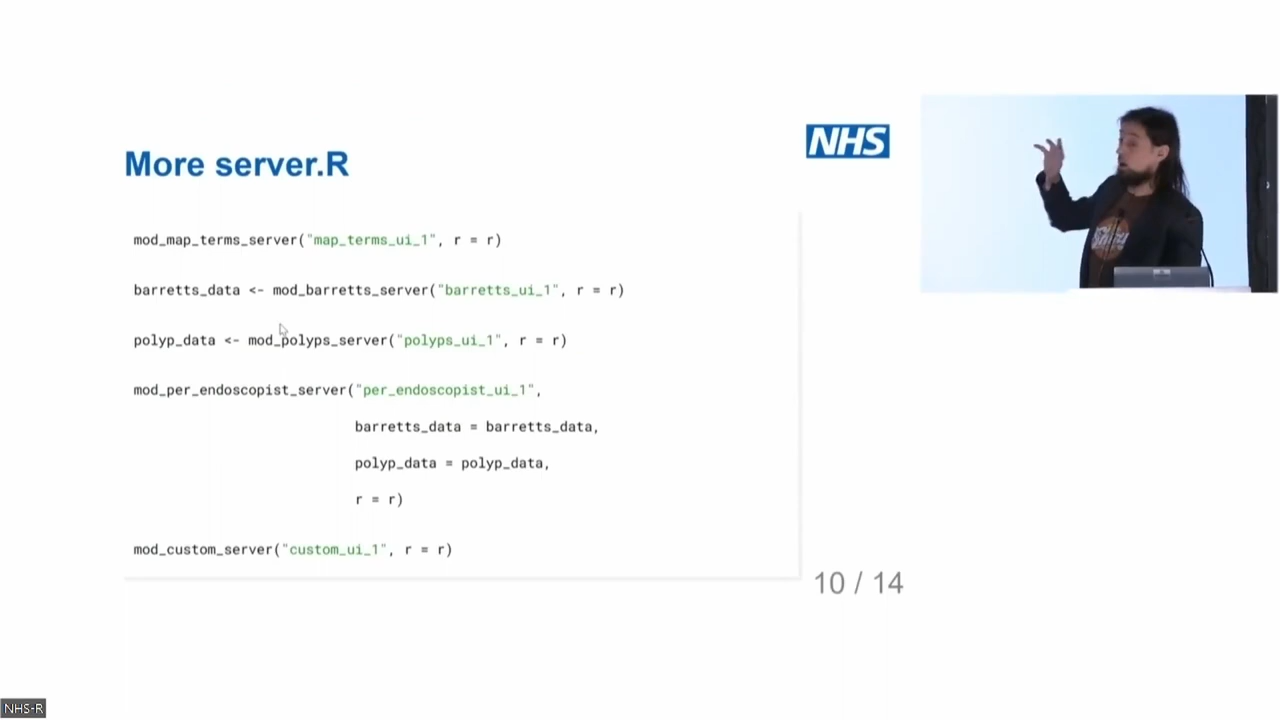 More server.R
NHS
mod_map_terms_server("map_terms_ui_1", r = r)
barretts_data <- mod_barretts_server("barretts_ui_1", r = r)
polyp_data <- mod_polyps_server("polyps_ui_1", r = r)
mod_per_endoscopist_server("per_endoscopist_ui_1",
barretts_data = barretts_data,
polyp_data = polyp_data,
r = r)
mod_custom_server("custom_ui_1", r = r)
10 / 14
NHS-R